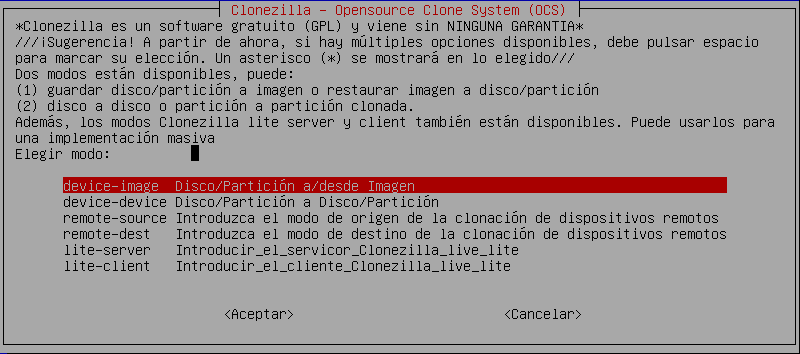 Clonezilla - Opensource Clone System (OCS)
*Clonezilla es un software gratuito (GPL) y viene sin NINGUNA GARANTIA*
///¡Sugerencia! A partir de ahora, si hay múltiples opciones disponibles, debe pulsar espacio
para marcar su elección. Un asterisco (*) se mostrará en lo elegido///
Dos modos están disponibles, puede:
(1) guardar disco/partición a imagen o restaurar imagen a disco/partición
(2) disco a disco o partición a partición clonada.
Además, los modos Clonezilla lite server y client también están disponibles. Puede usarlos para
una implementación masiva
Elegir modo:
device-image Disco/Partición a/desde Imagen
device-device Disco/Partición a Disco/Partición
remote-source Introduzca el modo de origen de la clonación de dispositivos remotos
remote-dest Introduzca el modo de destino de la clonación de dispositivos remotos
lite-server Introducir_el_servicor_Clonezilla_live_lite
lite-client Introducir_el_cliente_Clonezilla_live_lite
<Aceptar> <Cancelar>